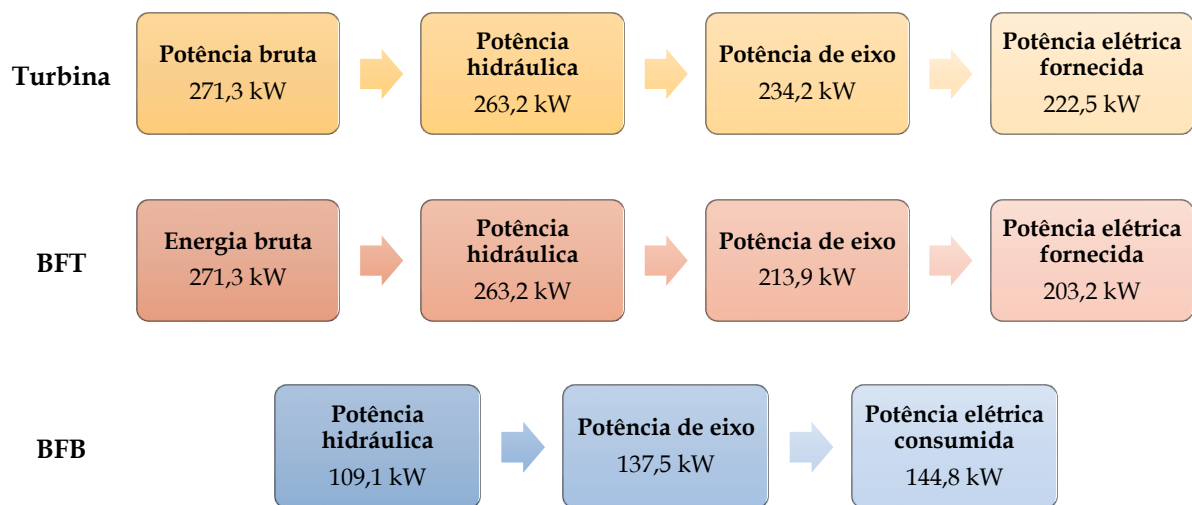 Turbina
Potência bruta
271,3 kW
Potência
hidráulica
263,2 kW
Potência de eixo
234,2 kW
Potência elétrica
fornecida
222,5 kW
BFT
Energia bruta
271,3 kW
Potência
hidráulica
263,2 kW
Potência de eixo
213,9 kW
Potência elétrica
fornecida
203,2 kW
BFB
Potência
hidráulica
109,1 kW
Potência de eixo
137,5 kW
Potência elétrica
consumida
144,8 kW